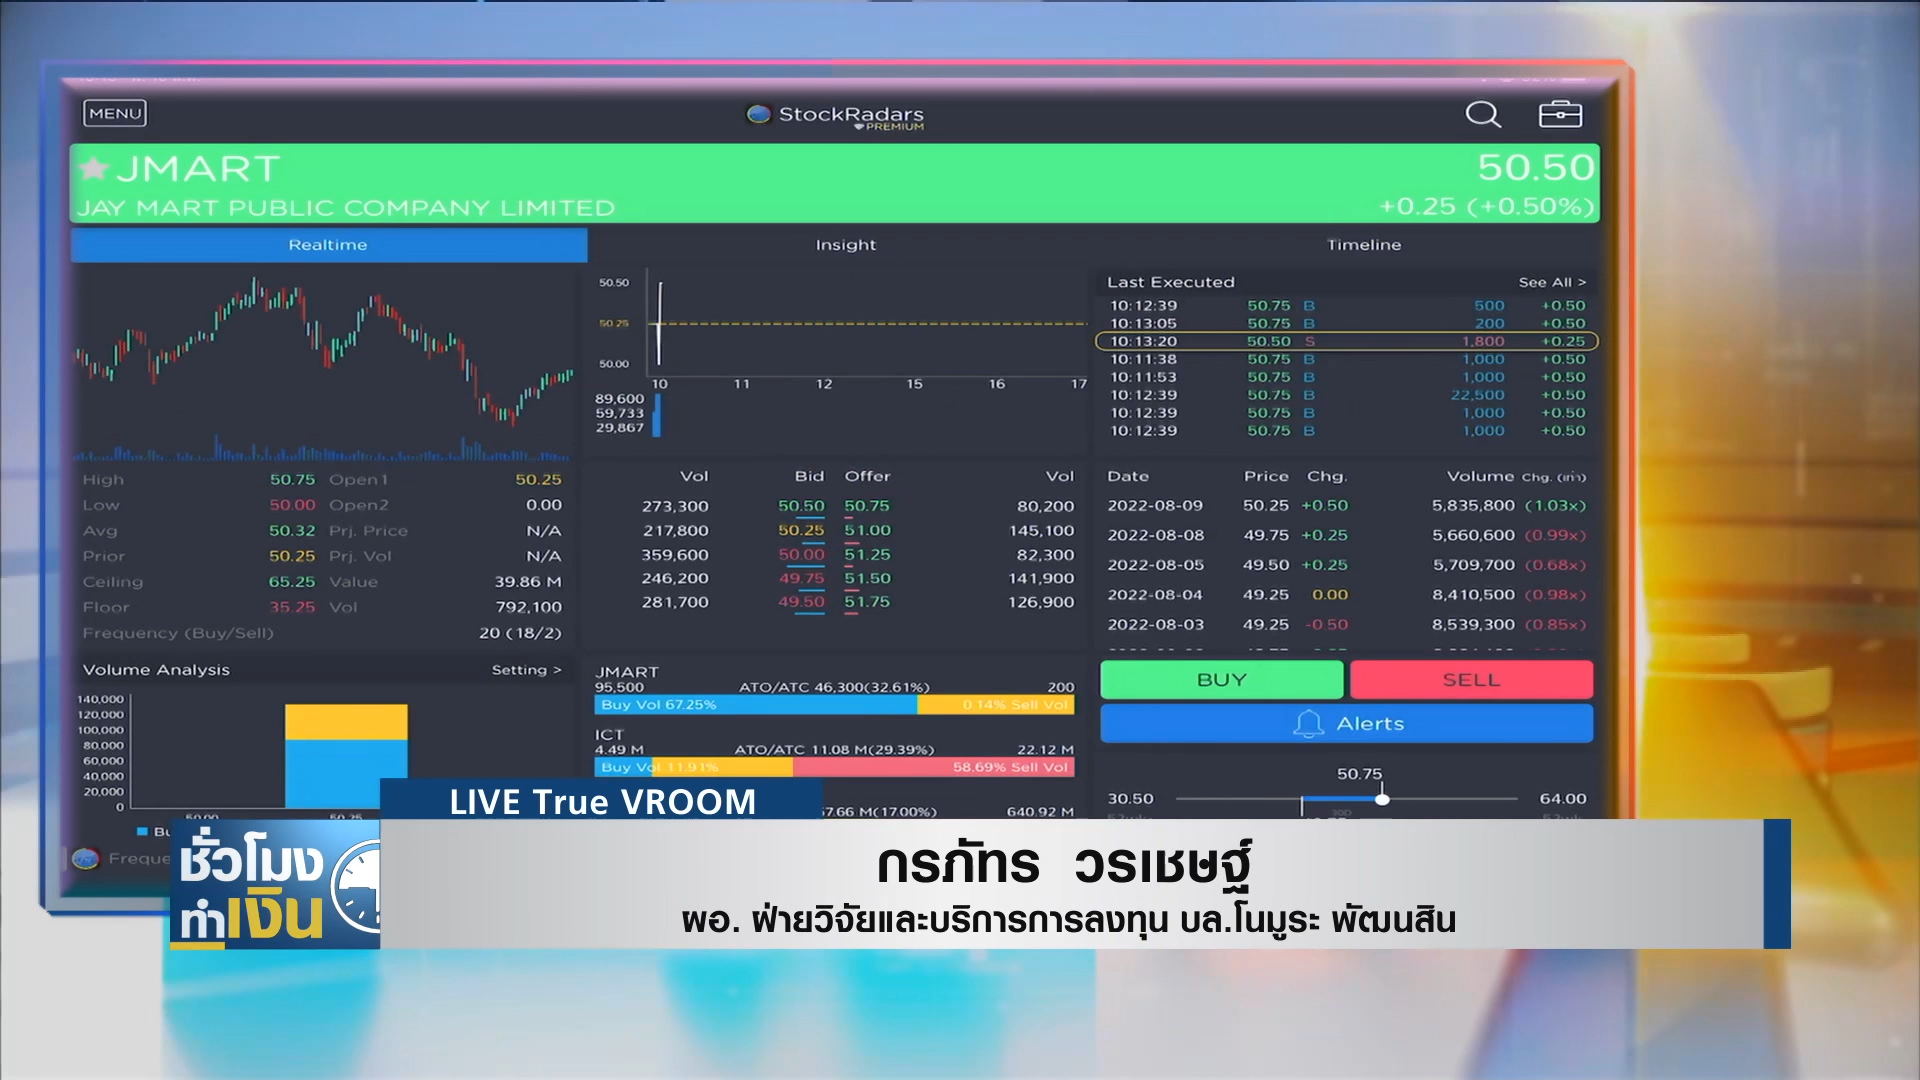 MENU
StockRadars
PREMIUM
JMART
50.50
JAY MART PUBLIC COMPANY LIMITED
+0.25 (+0.50%)
Realtime
Insight
Timeline
50.50
50.25
50.00
10 11 12 15 16 17
89,600
59,733
29,867
Last Executed See All >
10:12:39 50.75 B 500 +0.50
10:13:05 50.75 B 200 +0.50
10:13:20 50.50 S 1,800 +0.25
10:11:38 50.75 B 1,000 +0.50
10:11:53 50.75 B 1,000 +0.50
10:12:39 50.75 B 22,500 +0.50
10:12:39 50.75 B 1,000 +0.50
10:12:39 50.75 B 1,000 +0.50
High 50.75 Open1 50.25
Low 50.00 Open2 0.00
Avg 50.32 Prj. Price N/A
Prior 50.25 Prj. Vol N/A
Ceiling 65.25 Value 39.86 M
Floor 35.25 Vol 792,100
Frequency (Buy/Sell) 20 (18/2)
Vol Bid Offer Vol
273,300 50.50 50.75 80,200
217,800 50.25 51.00 145,100
359,600 50.00 51.25 82,300
246,200 49.75 51.50 141,900
281,700 49.50 51.75 126,900
Date Price Chg. Volume Chg. (เท่า)
2022-08-09 50.25 +0.50 5,835,800 (1.03x)
2022-08-08 49.75 +0.25 5,660,600 (0.99x)
2022-08-05 49.50 +0.25 5,709,700 (0.68x)
2022-08-04 49.25 0.00 8,410,500 (0.98x)
2022-08-03 49.25 -0.50 8,539,300 (0.85x)
Volume Analysis Setting >
140,000
120,000
100,000
80,000
60,000
40,000
20,000
0
JMART
95,500 ATO/ATC 46,300(32.61%) 200
Buy Vol 67.25% 0.14% Sell Vol
ICT
4.49 M ATO/ATC 11.08 M(29.39%) 22.12 M
Buy Vol 11.91% 58.69% Sell Vol
57.66 M(17.00%) 640.92 M
BUY SELL
Alerts
50.75
30.50 64.00
LIVE True VROOM
ชั่วโมง
ทำเงิน
กรภัทร วรเชษฐ์
ผอ. ฝ่ายวิจัยและบริการการลงทุน บล.โนมูระ พัฒนสิน